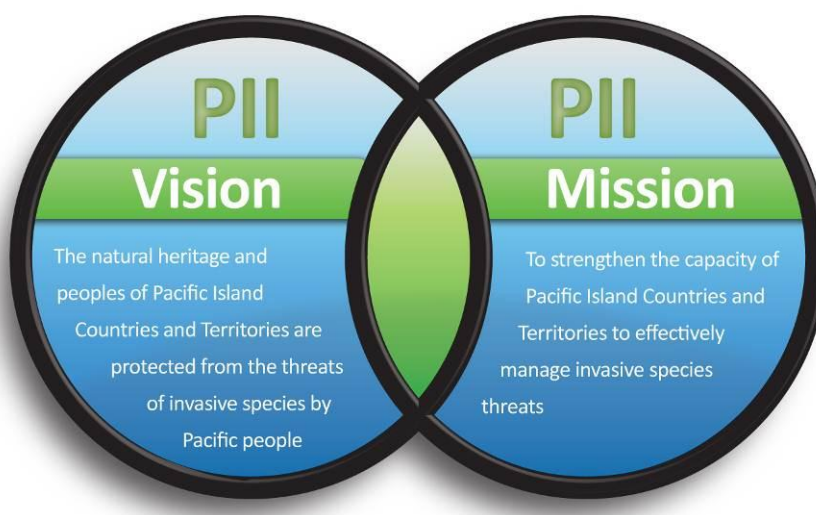 PII
Vision
The natural heritage and
peoples of Pacific Island
Countries and Territories are
protected from the threats
of invasive species by
Pacific people
PII
Mission
To strengthen the capacity of
Pacific Island Countries and
Territories to effectively
manage invasive species
threats